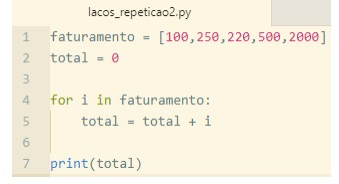 lacos_repeticao2.py
1 faturamento = [100,250,220,500,2000]
2 total = 0
3
4 for i in faturamento:
5     total = total + i
6
7 print(total)